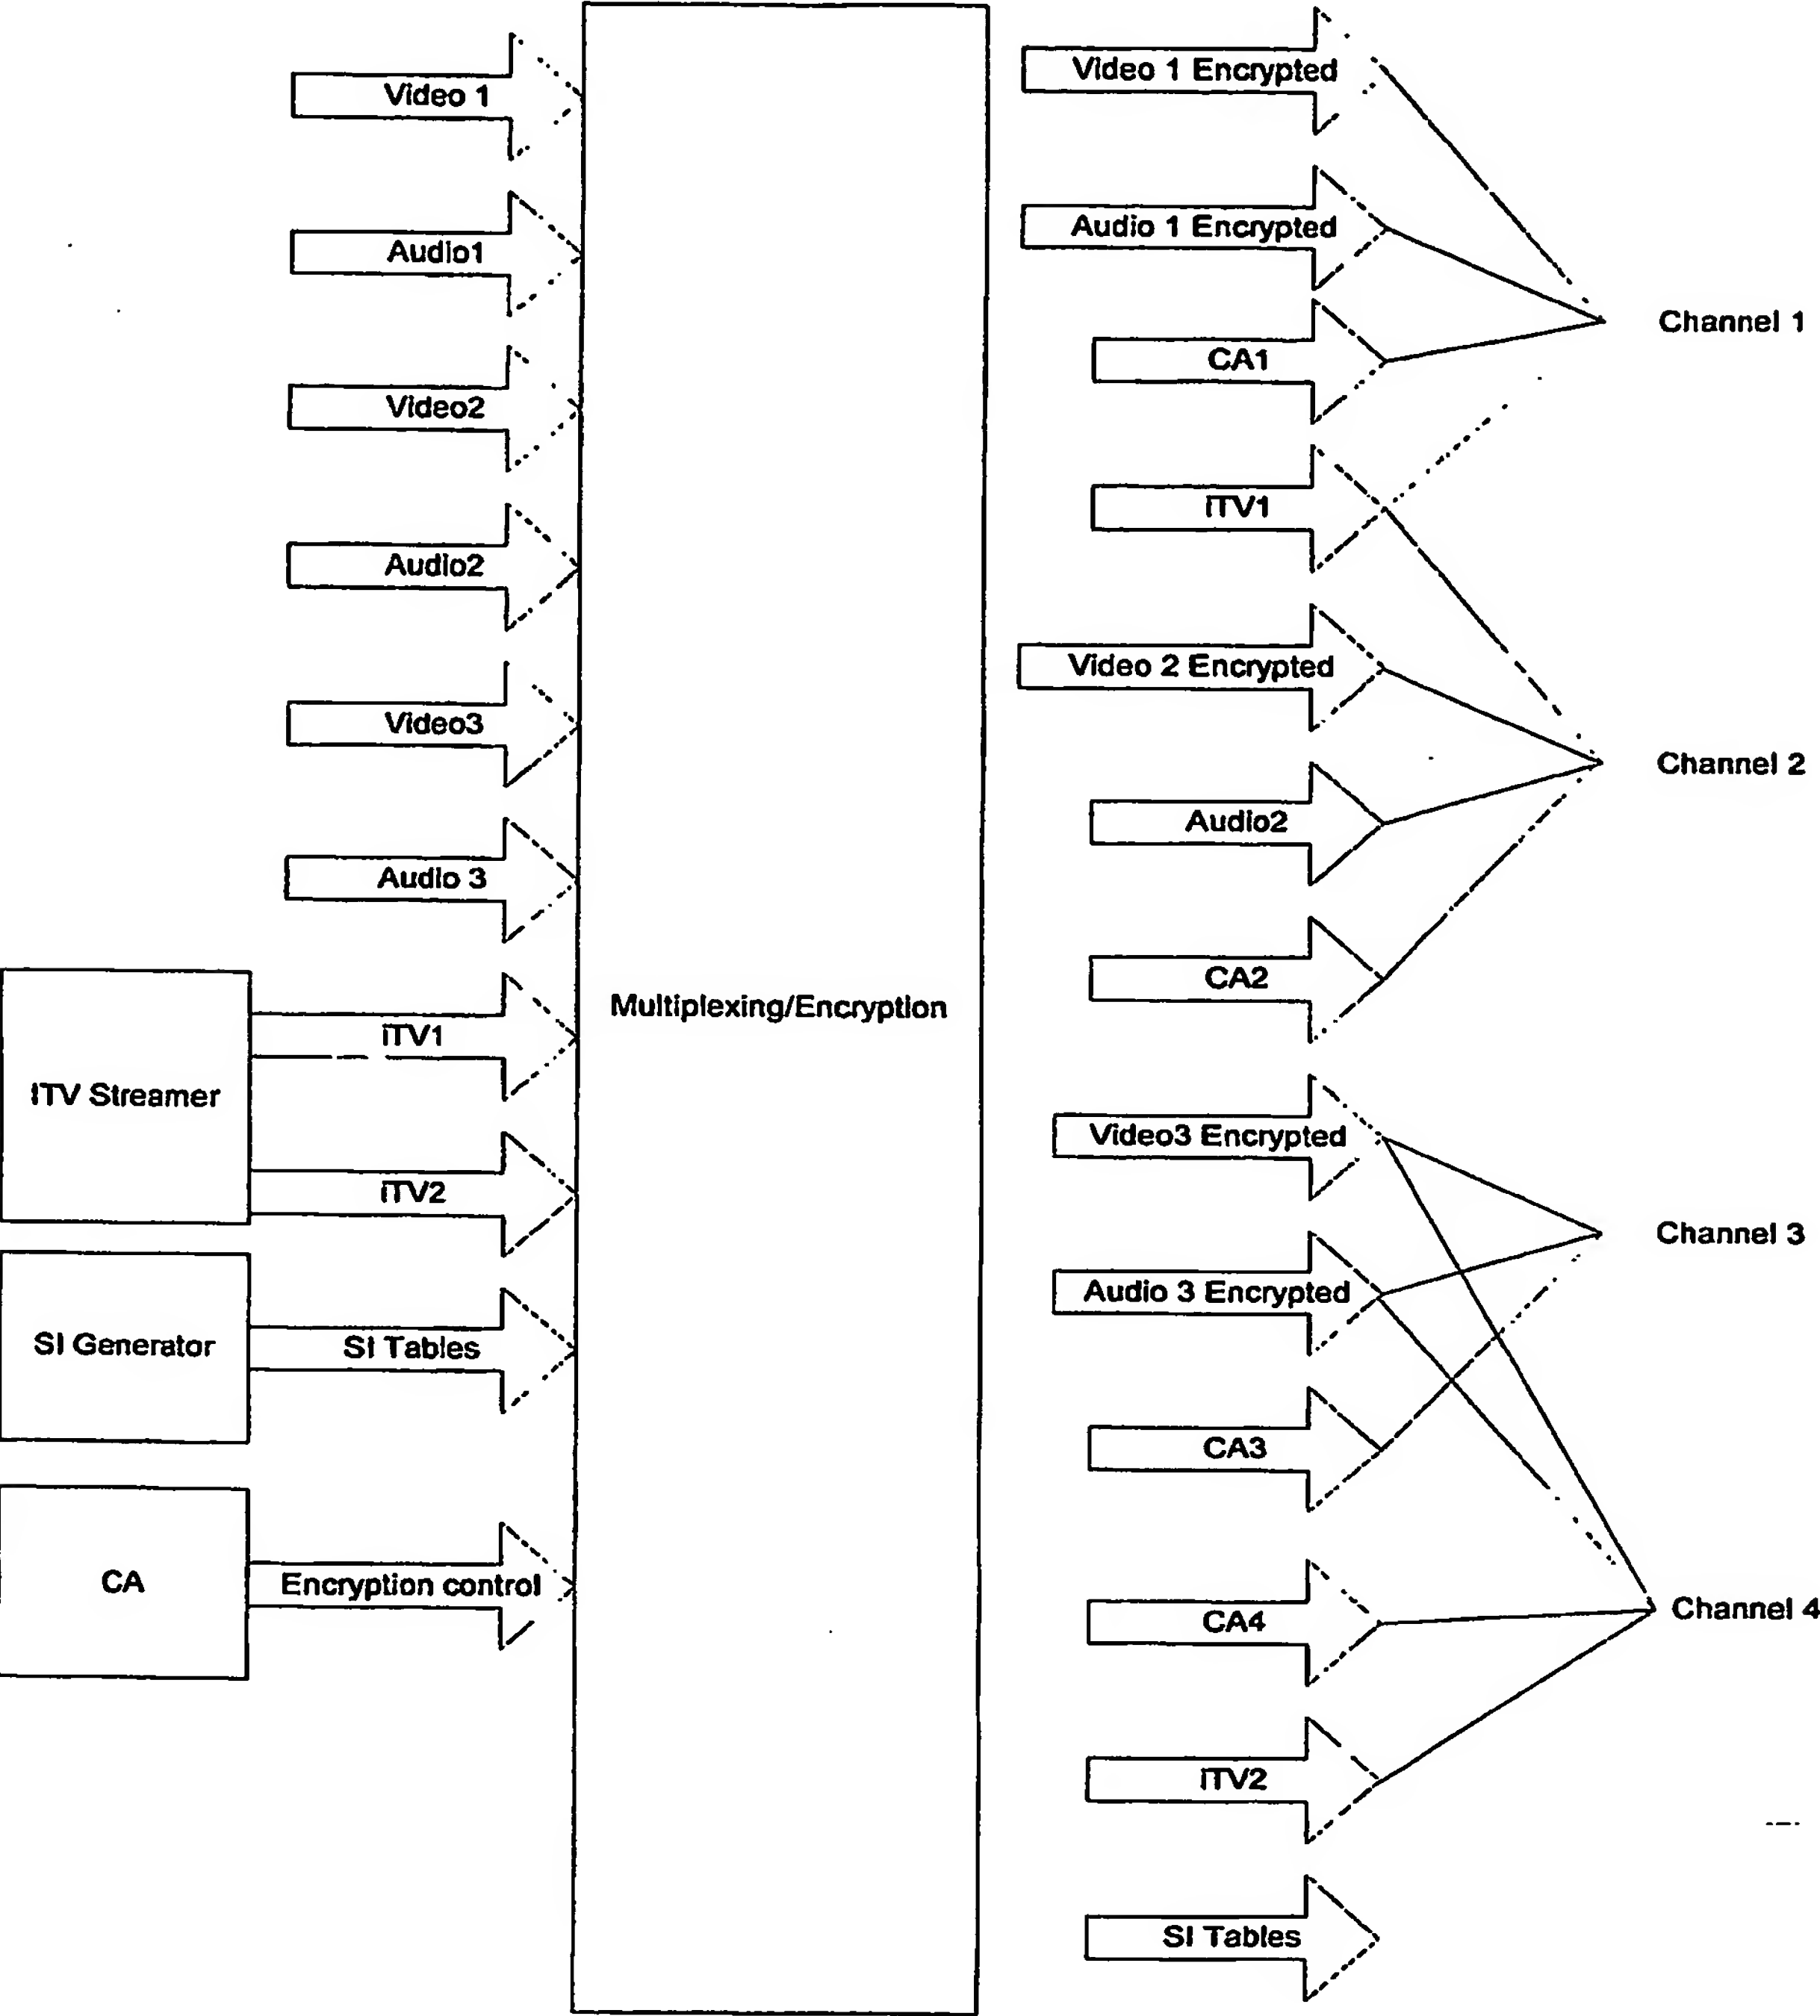 Video 1
Audio1
Video2
Audio2
Video3
Audio 3
ITV Streamer
iTV1
iTV2
SI Generator
SI Tables
CA
Encryption control
Multiplexing/Encryption
Video 1 Encrypted
Audio 1 Encrypted
CA1
iTV1
Video 2 Encrypted
Audio2
CA2
Video3 Encrypted
Audio 3 Encrypted
CA3
CA4
iTV2
SI Tables
Channel 1
Channel 2
Channel 3
Channel 4